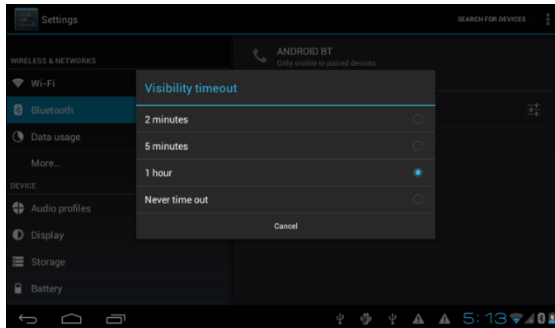 Settings
SEARCH FOR DEVICES
WIRELESS & NETWORKS
Wi-Fi
Bluetooth
Data usage
More...
DEVICE
Audio profiles
Display
Storage
Battery
ANDROID BT
Only visible to paired devices
Visibility timeout
2 minutes
5 minutes
1 hour
Never time out
Cancel
5:13